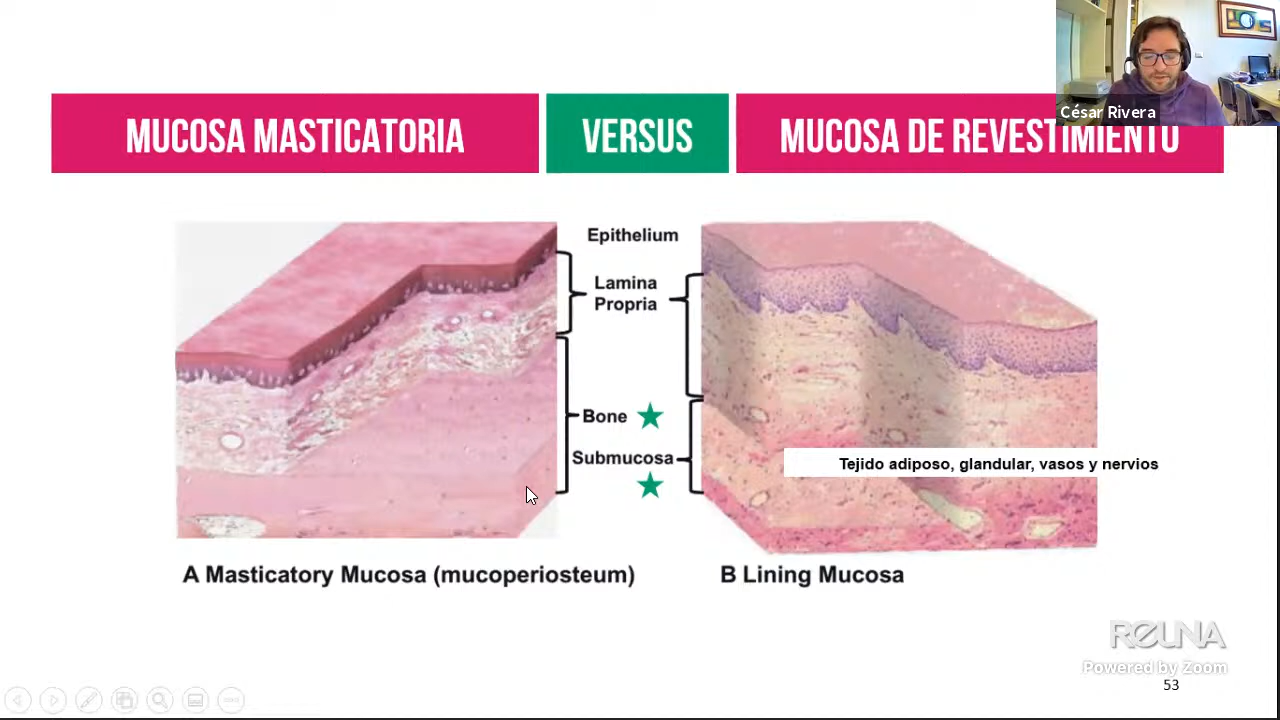 César Rivera
MUCOSA MASTICATORIA
VERSUS
MUCOSA DE REVESTIMIENTO
Epithelium
Lamina
Propria
Bone
Submucosa
Tejido adiposo, glandular, vasos y nervios
A Masticatory Mucosa (mucoperiosteum)
B Lining Mucosa
REUNA
Powered by Zoom
53